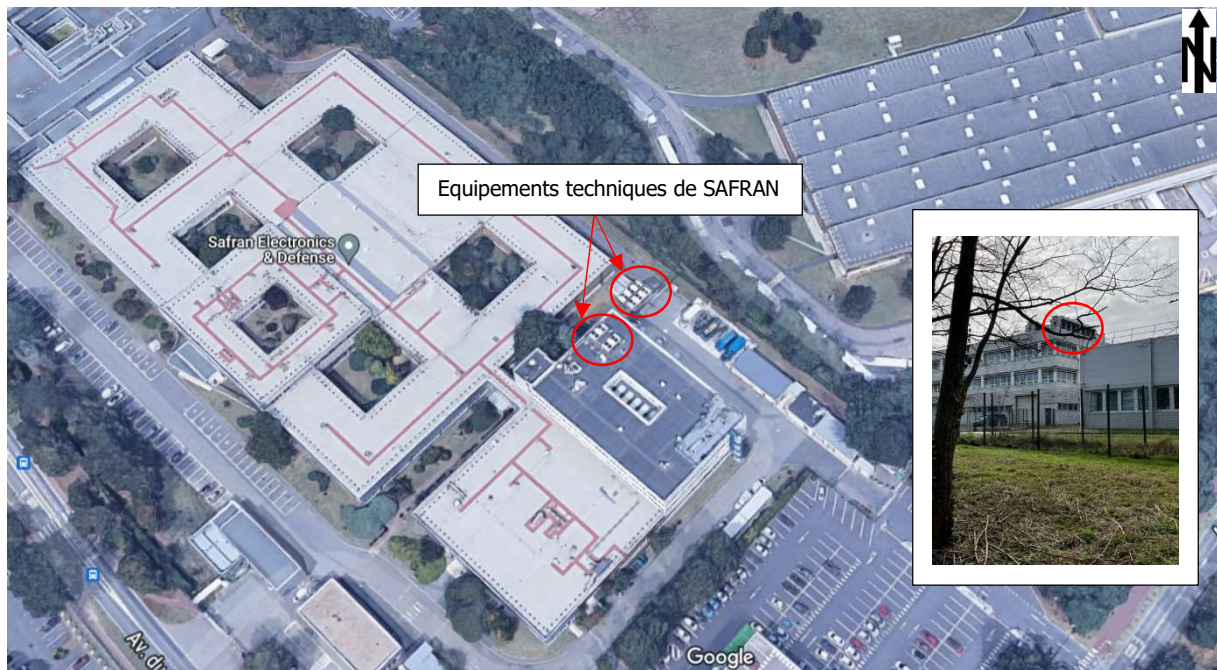 N
Equipements techniques de SAFRAN
Safran Electronics
& Defense
Av. d
Google